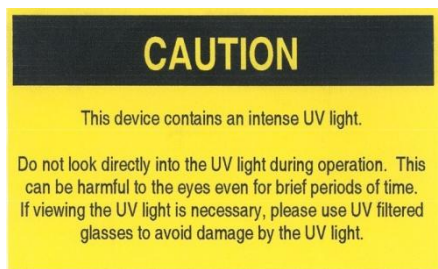 CAUTION
This device contains an intense UV light.
Do not look directly into the UV light during operation. This
can be harmful to the eyes even for brief periods of time.
If viewing the UV light is necessary, please use UV filtered
glasses to avoid damage by the UV light.